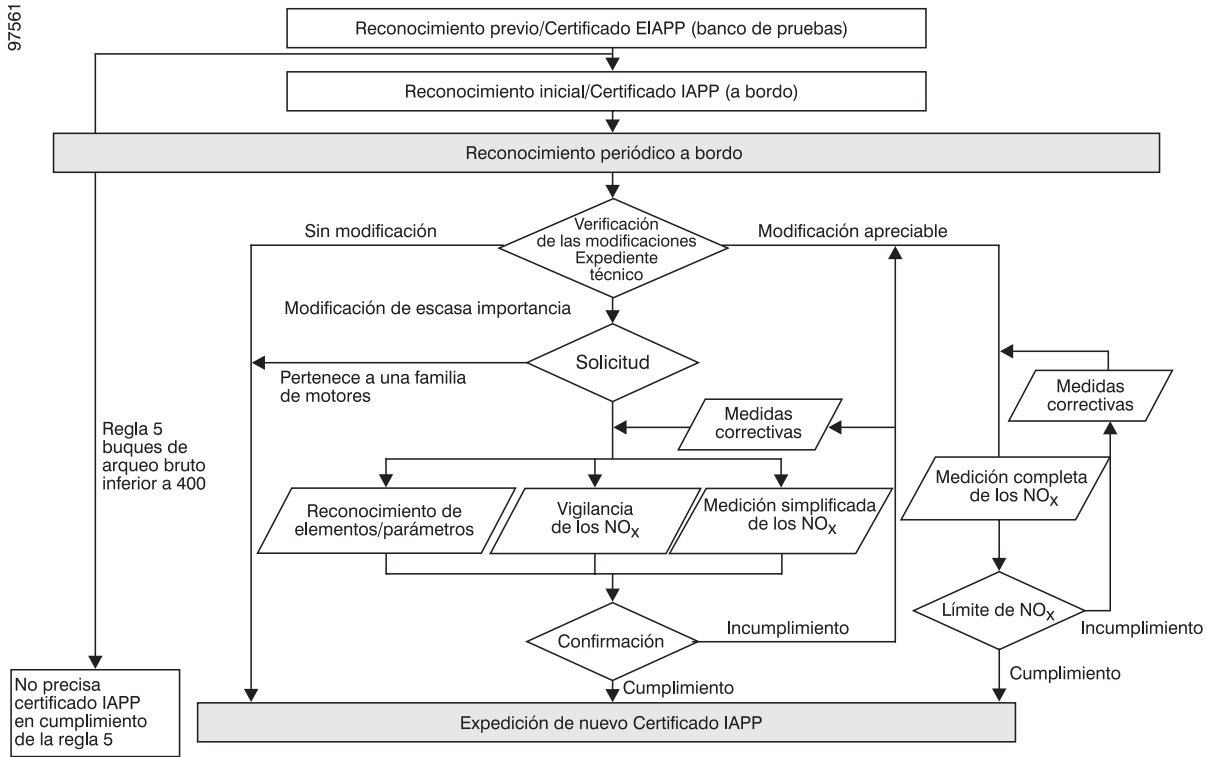 97561
Reconocimiento previo/Certificado EIAPP (banco de pruebas)
Reconocimiento inicial/Certificado IAPP (a bordo)
Reconocimiento periódico a bordo
Verificación
de las modificaciones
Expediente
técnico
Sin modificación
Modificación apreciable
Modificación de escasa importancia
Solicitud
Pertenece a una familia
de motores
Medidas
correctivas
Medidas
correctivas
Regla 5
buques de
arqueo bruto
inferior a 400
Reconocimiento de
elementos/parámetros
Vigilancia
de los NOx
Medición simplificada
de los NOx
Medición completa
de los NOx
Límite de NOx
Incumplimiento
Confirmación
Incumplimiento
Cumplimiento
Cumplimiento
No precisa
certificado IAPP
en cumplimiento
de la regla 5
Expedición de nuevo Certificado IAPP